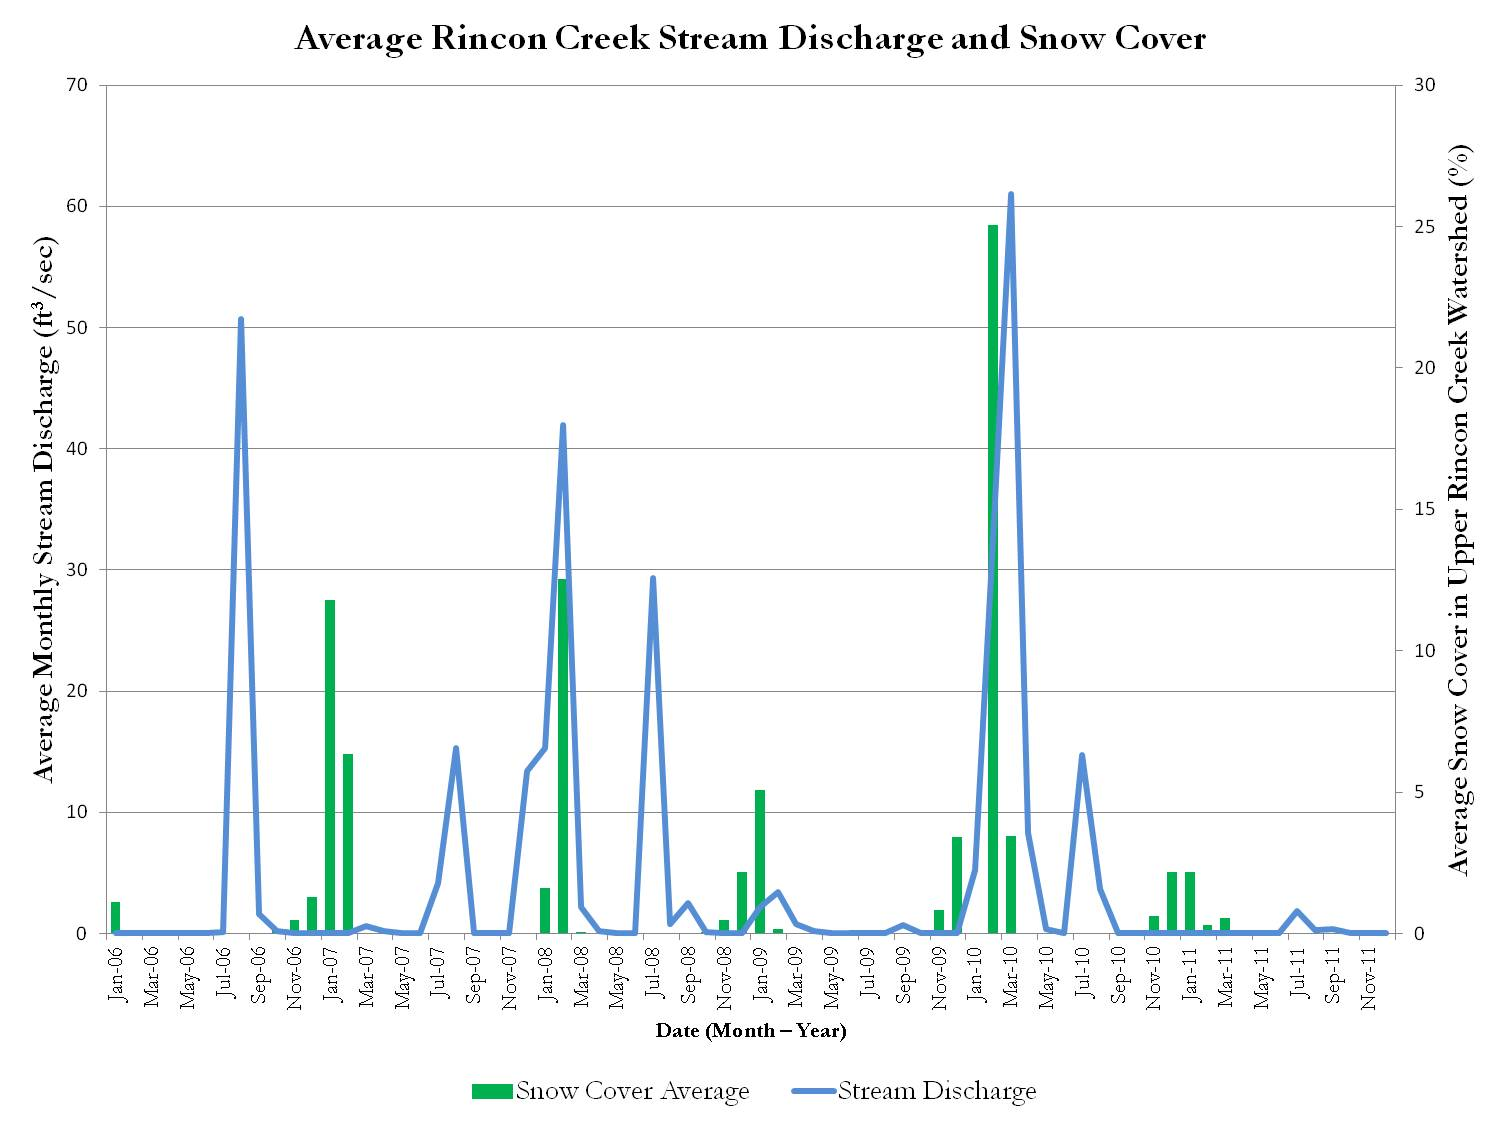 Average Rincon Creek Stream Discharge and Snow Cover
Average Monthly Stream Discharge (ft³/sec)
70
60
50
40
30
20
10
0
30
25
20
15
10
5
0
Average Snow Cover in Upper Rincon Creek Watershed (%)
Jan-06
Mar-06
May-06
Jul-06
Sep-06
Nov-06
Jan-07
Mar-07
May-07
Jul-07
Sep-07
Nov-07
Jan-08
Mar-08
May-08
Jul-08
Sep-08
Nov-08
Jan-09
Mar-09
May-09
Jul-09
Sep-09
Nov-09
Jan-10
Mar-10
May-10
Jul-10
Sep-10
Nov-10
Jan-11
Mar-11
May-11
Jul-11
Sep-11
Nov-11
Date (Month – Year)
Snow Cover Average
Stream Discharge